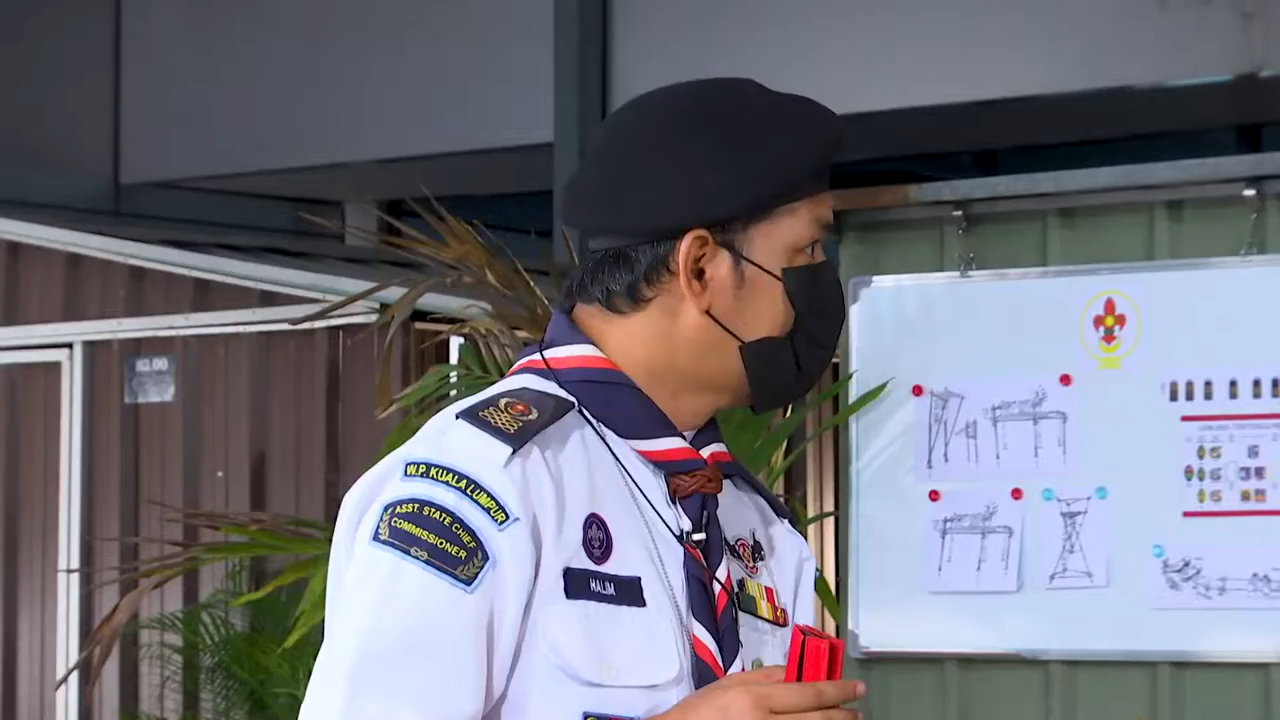 W.P. KUALA LUMPUR
ASST. STATE CHIEF
COMMISSIONER
HALIM